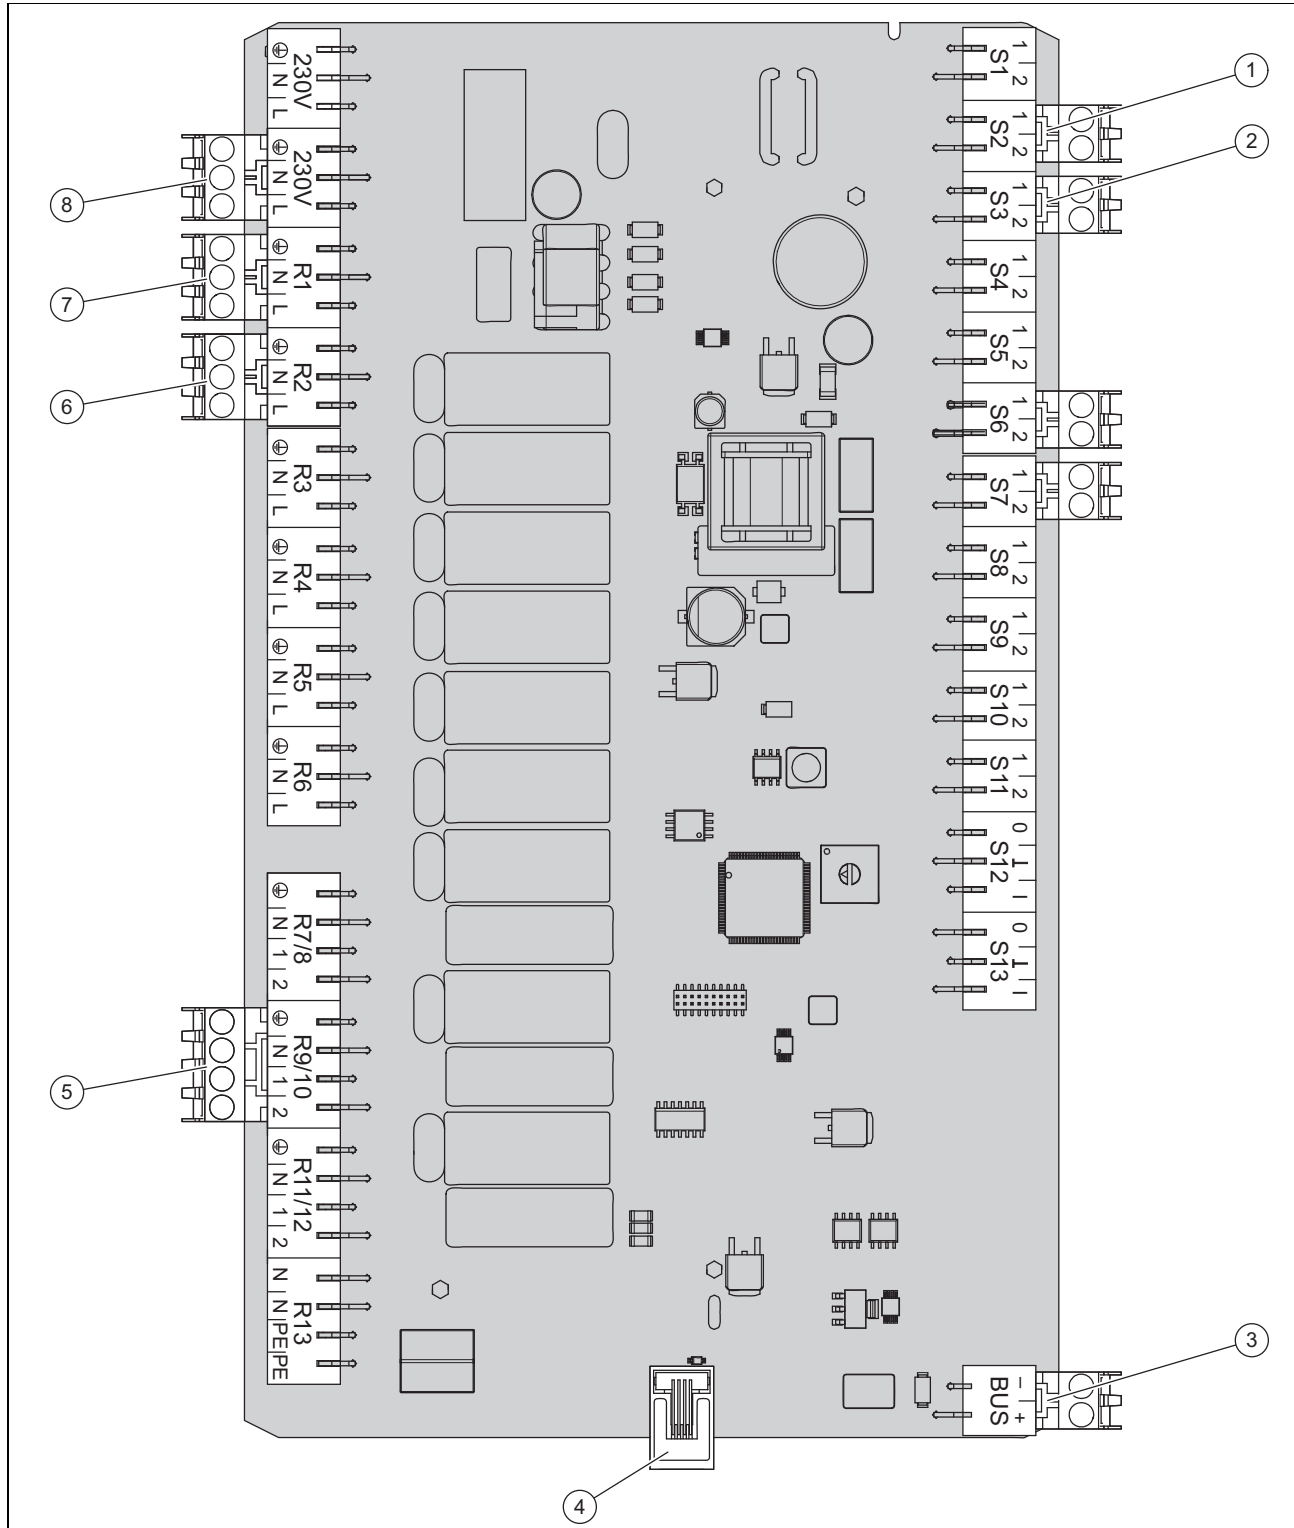 ⏚ N L 230V
⏚ N L 230V
⏚ N L R1
⏚ N L R2
⏚ N L R3
⏚ N L R4
⏚ N L R5
⏚ N L R6
⏚ N 1 2 R7/8
⏚ N 1 2 R9/10
⏚ N 1 2 R11/12
N N PE PE R13
S1 1 2
S2 1 2
S3 1 2
S4 1 2
S5 1 2
S6 1 2
S7 1 2
S8 1 2
S9 1 2
S10 1 2
S11 1 2
S12 0 ⊥ I
S13 0 ⊥ I
BUS − +
1
2
3
4
5
6
7
8